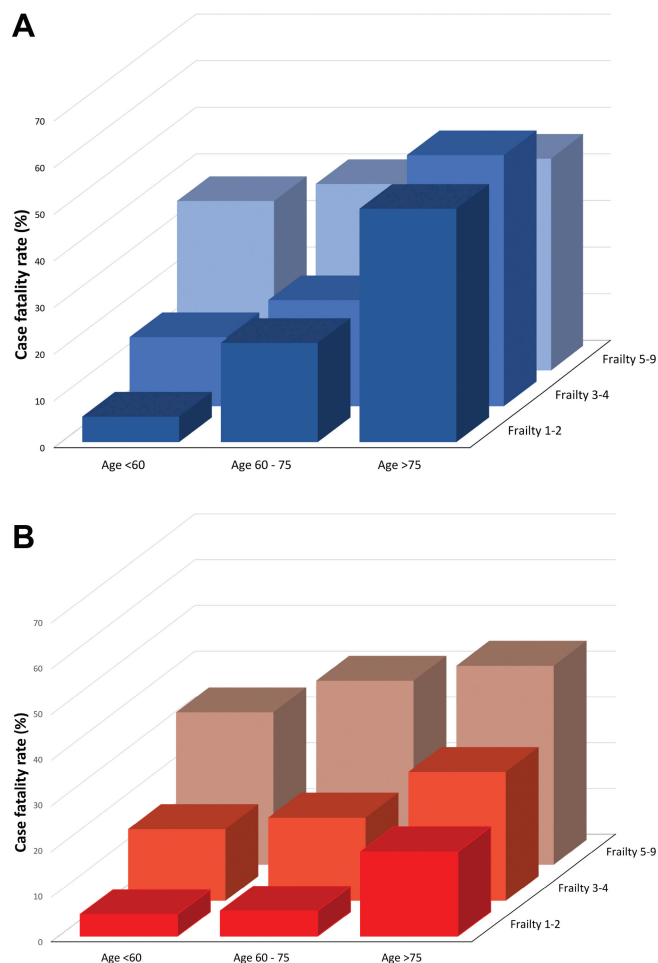 A
Case fatality rate (%)
70
60
50
40
30
20
10
0
Age <60
Age 60 - 75
Age >75
Frailty 1-2
Frailty 3-4
Frailty 5-9
B
Case fatality rate (%)
70
60
50
40
30
20
10
0
Age <60
Age 60 - 75
Age >75
Frailty 1-2
Frailty 3-4
Frailty 5-9